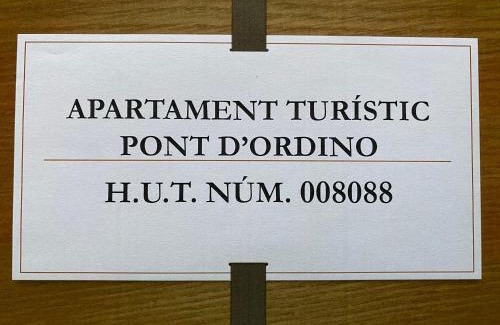 APARTAMENT TURÍSTIC
PONT D’ORDINO
H.U.T. NÚM. 008088